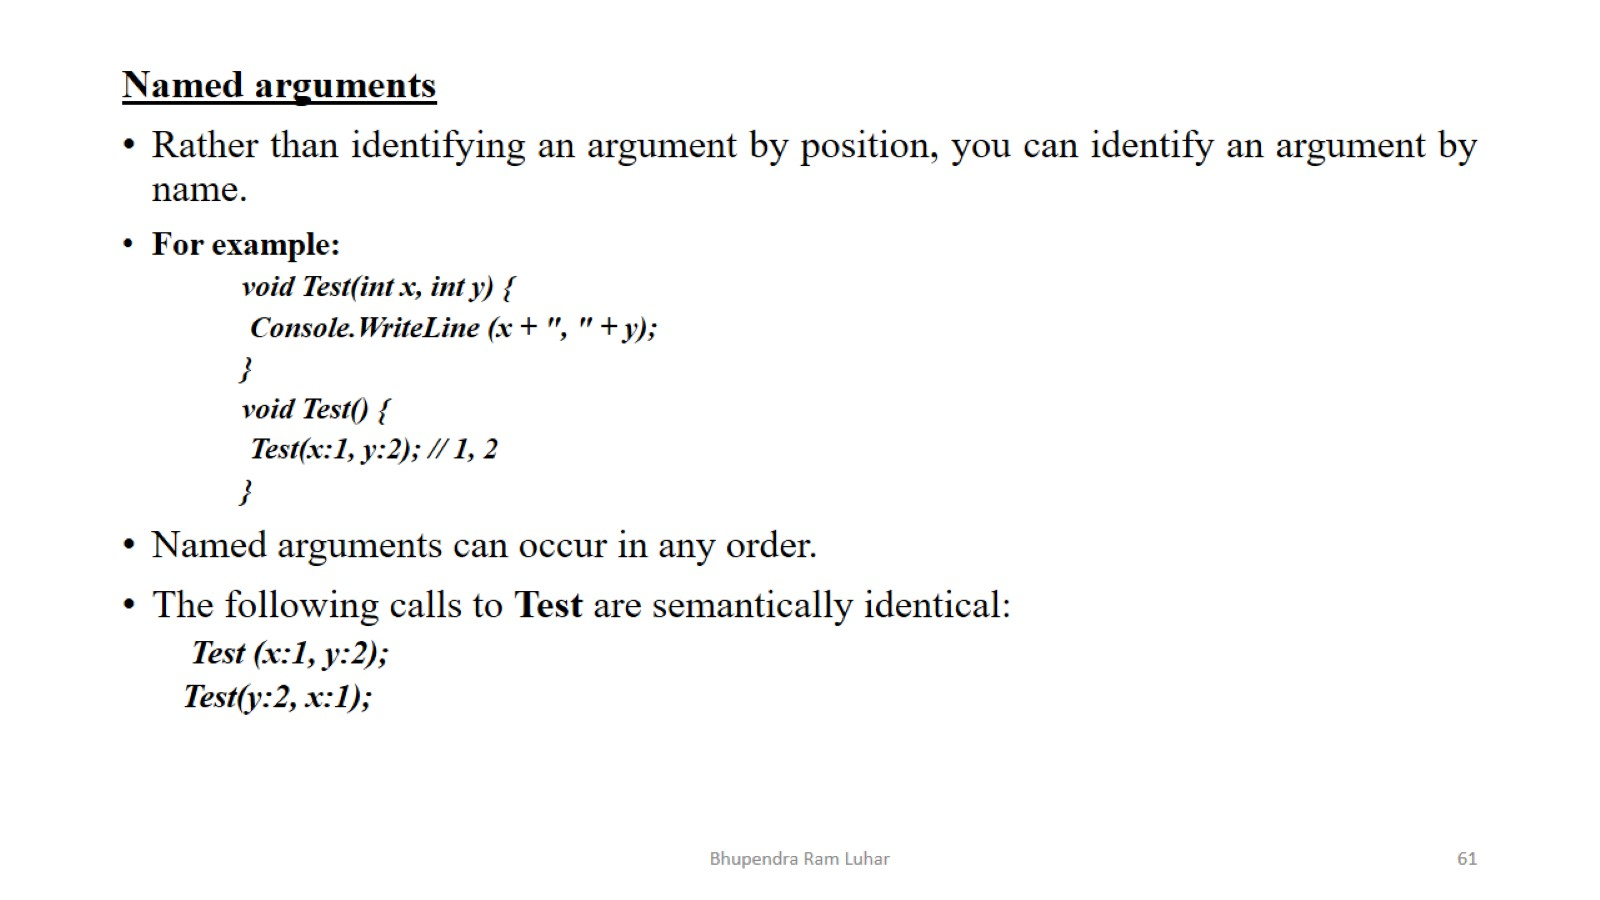 Named arguments
• Rather than identifying an argument by position, you can identify an argument by
name.
• For example:
void Test(int x, int y) {
Console.WriteLine (x + ", " + y);
}
void Test() {
Test(x:1, y:2); // 1, 2
}
• Named arguments can occur in any order.
• The following calls to Test are semantically identical:
Test (x:1, y:2);
Test(y:2, x:1);
Bhupendra Ram Luhar
61